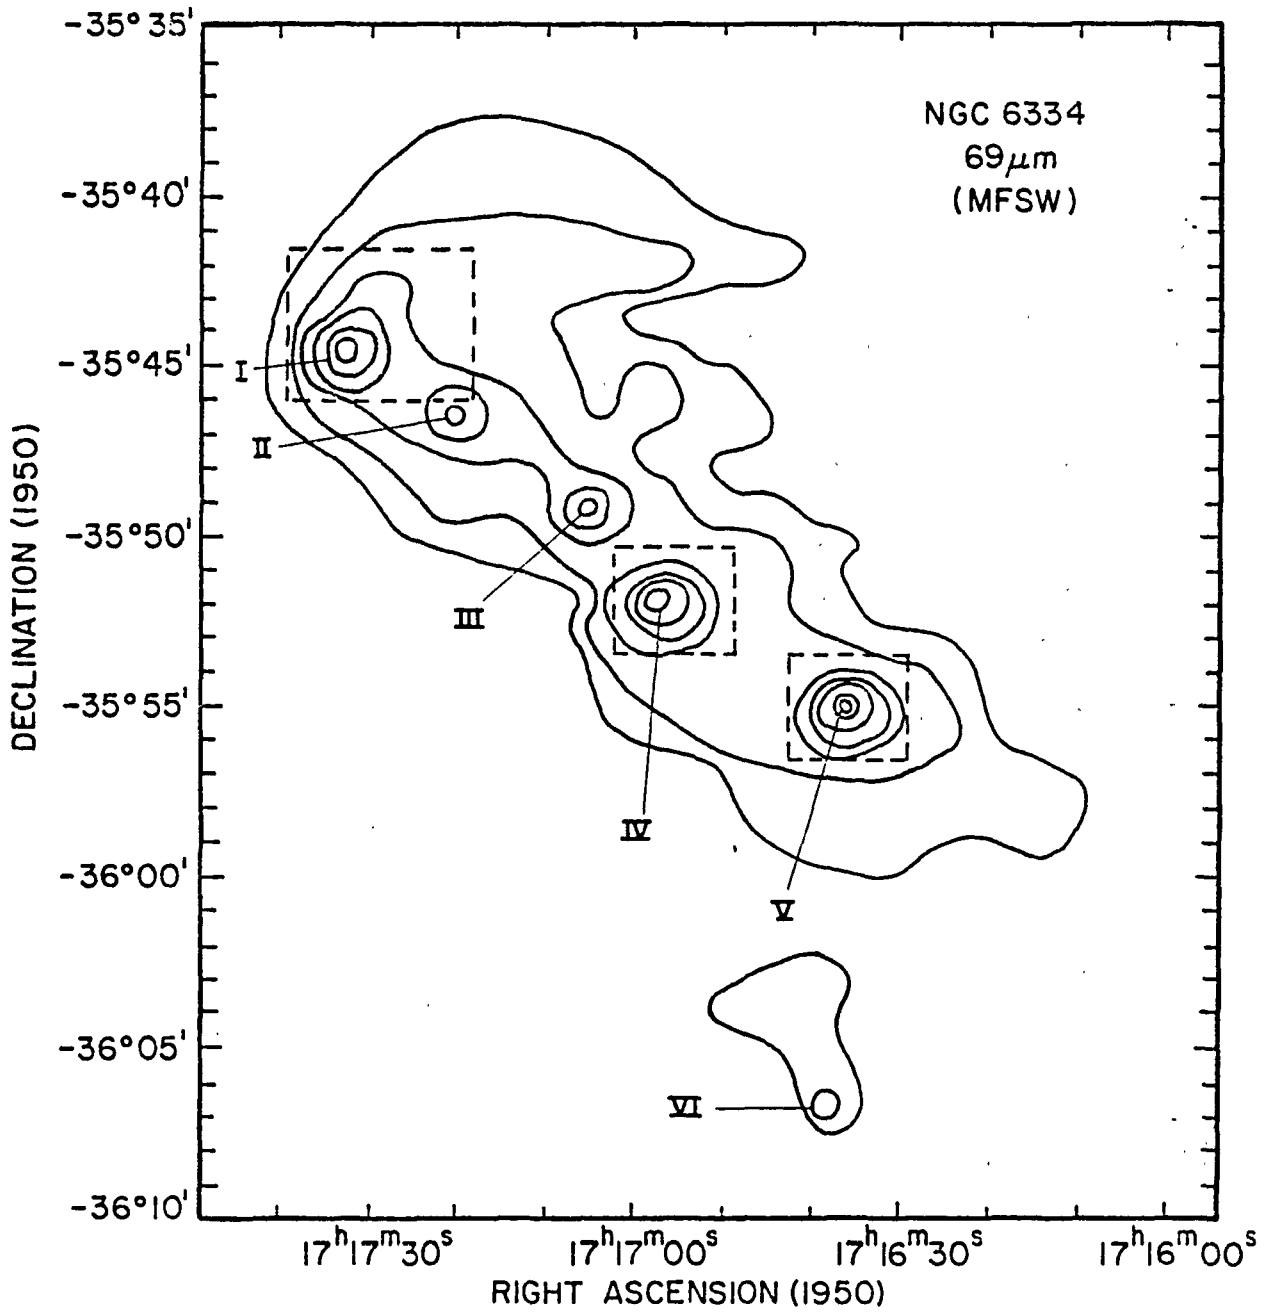 -35°35'
NGC 6334
69μm
(MFSW)
-35°40'
-35°45'
I
II
-35°50'
III
DECLINATION (1950)
-35°55'
IV
-36°00'
V
-36°05'
VI
-36°10'
17ʰ17ᵐ30ˢ 17ʰ17ᵐ00ˢ 17ʰ16ᵐ30ˢ 17ʰ16ᵐ00ˢ
RIGHT ASCENSION (1950)